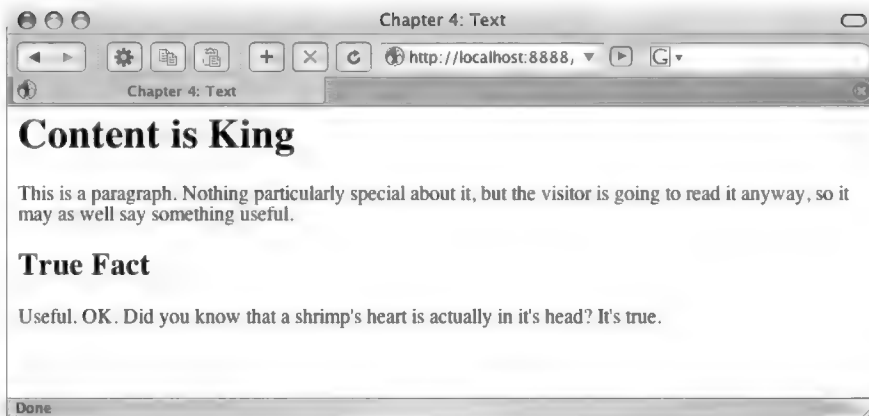 Chapter 4: Text
http://localhost:8888/
G
Chapter 4: Text
Content is King
This is a paragraph. Nothing particularly special about it, but the visitor is going to read it anyway, so it
may as well say something useful.
True Fact
Useful. OK. Did you know that a shrimp's heart is actually in it's head? It's true.
Done